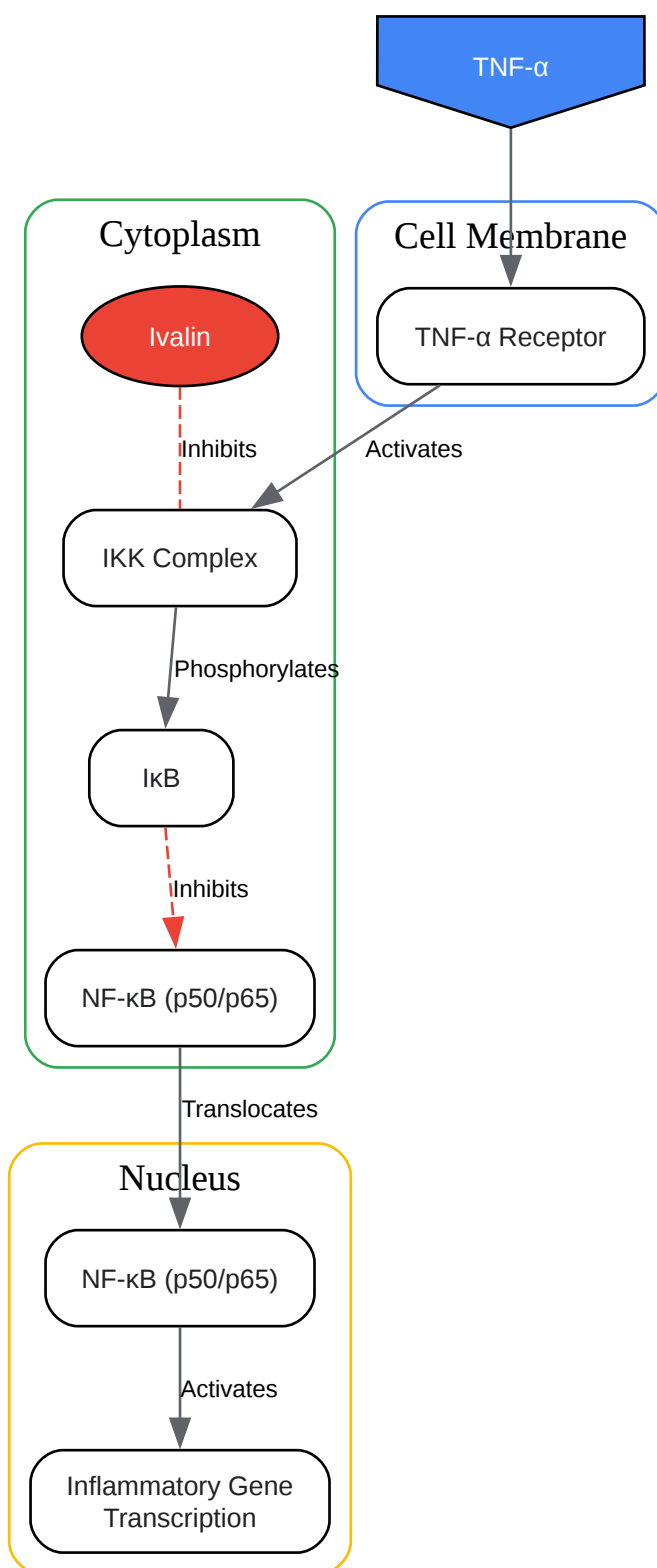 TNF-α
Cytoplasm
Cell Membrane
Ivalin
TNF-α Receptor
Inhibits
Activates
IKK Complex
Phosphorylates
IκB
Inhibits
NF-κB (p50/p65)
Translocates
Nucleus
NF-κB (p50/p65)
Activates
Inflammatory Gene
Transcription